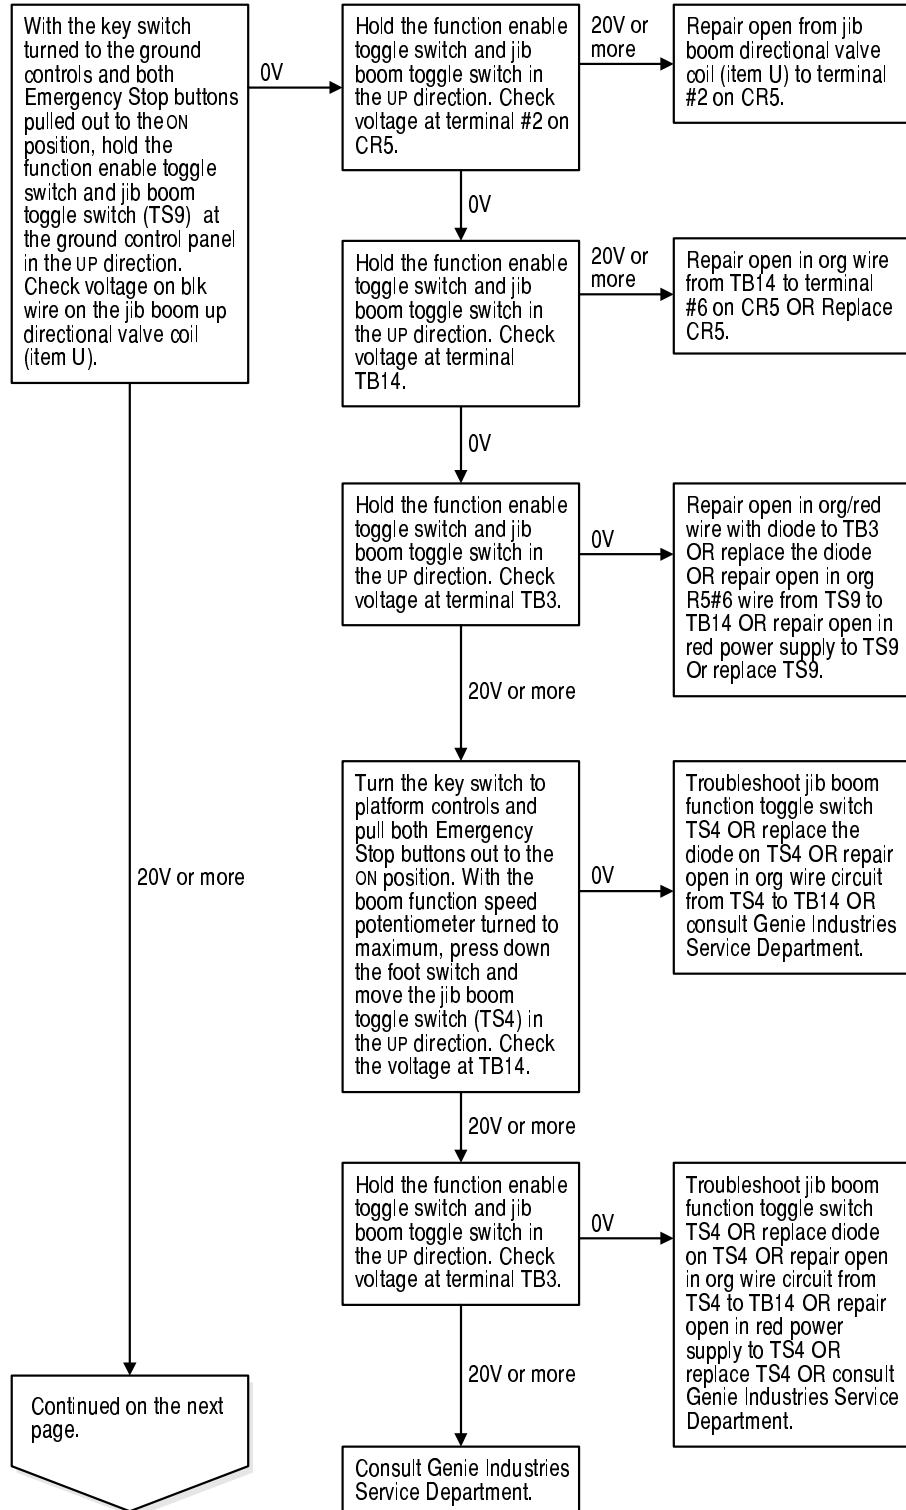 With the key switch
turned to the ground
controls and both
Emergency Stop buttons
pulled out to the ON
position, hold the
function enable toggle
switch and jib boom
toggle switch (TS9) at
the ground control panel
in the UP direction.
Check voltage on blk
wire on the jib boom up
directional valve coil
(item U).
0V
Hold the function enable
toggle switch and jib
boom toggle switch in
the UP direction. Check
voltage at terminal #2 on
CR5.
20V or
more
Repair open from jib
boom directional valve
coil (item U) to terminal
#2 on CR5.
0V
Hold the function enable
toggle switch and jib
boom toggle switch in
the UP direction. Check
voltage at terminal
TB14.
20V or
more
Repair open in org wire
from TB14 to terminal
#6 on CR5 OR Replace
CR5.
0V
Hold the function enable
toggle switch and jib
boom toggle switch in
the UP direction. Check
voltage at terminal TB3.
0V
Repair open in org/red
wire with diode to TB3
OR replace the diode
OR repair open in org
R5#6 wire from TS9 to
TB14 OR repair open in
red power supply to TS9
Or replace TS9.
20V or more
Turn the key switch to
platform controls and
pull both Emergency
Stop buttons out to the
ON position. With the
boom function speed
potentiometer turned to
maximum, press down
the foot switch and
move the jib boom
toggle switch (TS4) in
the UP direction. Check
the voltage at TB14.
0V
Troubleshoot jib boom
function toggle switch
TS4 OR replace the
diode on TS4 OR repair
open in org wire circuit
from TS4 to TB14 OR
consult Genie Industries
Service Department.
20V or more
20V or more
Hold the function enable
toggle switch and jib
boom toggle switch in
the UP direction. Check
voltage at terminal TB3.
0V
Troubleshoot jib boom
function toggle switch
TS4 OR replace diode
on TS4 OR repair open
in org wire circuit from
TS4 to TB14 OR repair
open in red power
supply to TS4 OR
replace TS4 OR consult
Genie Industries Service
Department.
20V or more
Continued on the next
page.
Consult Genie Industries
Service Department.